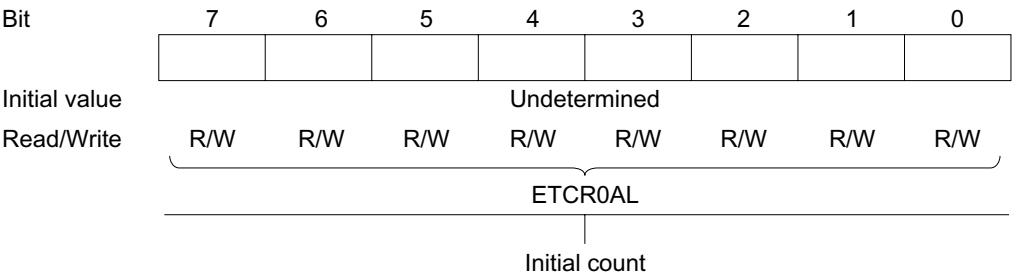 Bit 7 6 5 4 3 2 1 0
Initial value Undetermined
Read/Write R/W R/W R/W R/W R/W R/W R/W R/W
ETCR0AL
Initial count